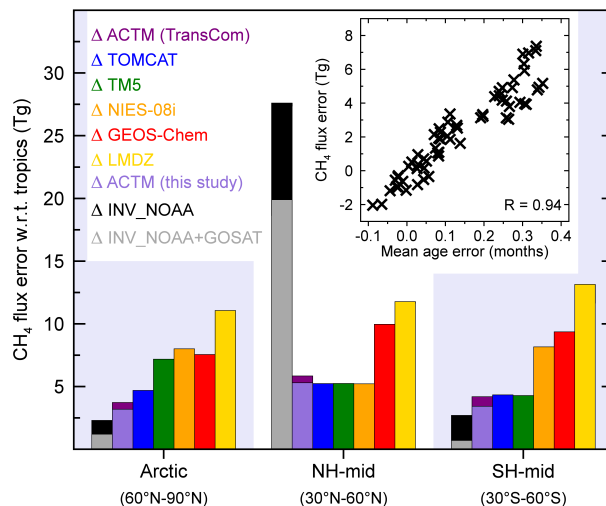 CH₄ flux error w.r.t. tropics (Tg)
30
25
20
15
10
5
Δ ACTM (TransCom)
Δ TOMCAT
Δ TM5
Δ NIES-08i
Δ GEOS-Chem
Δ LMDZ
Δ ACTM (this study)
Δ INV_NOAA
Δ INV_NOAA+GOSAT
CH₄ flux error (Tg)
8
6
4
2
0
-2
R = 0.94
-0.1 0.0 0.1 0.2 0.3 0.4
Mean age error (months)
Arctic NH-mid SH-mid
(60°N-90°N) (30°N-60°N) (30°S-60°S)